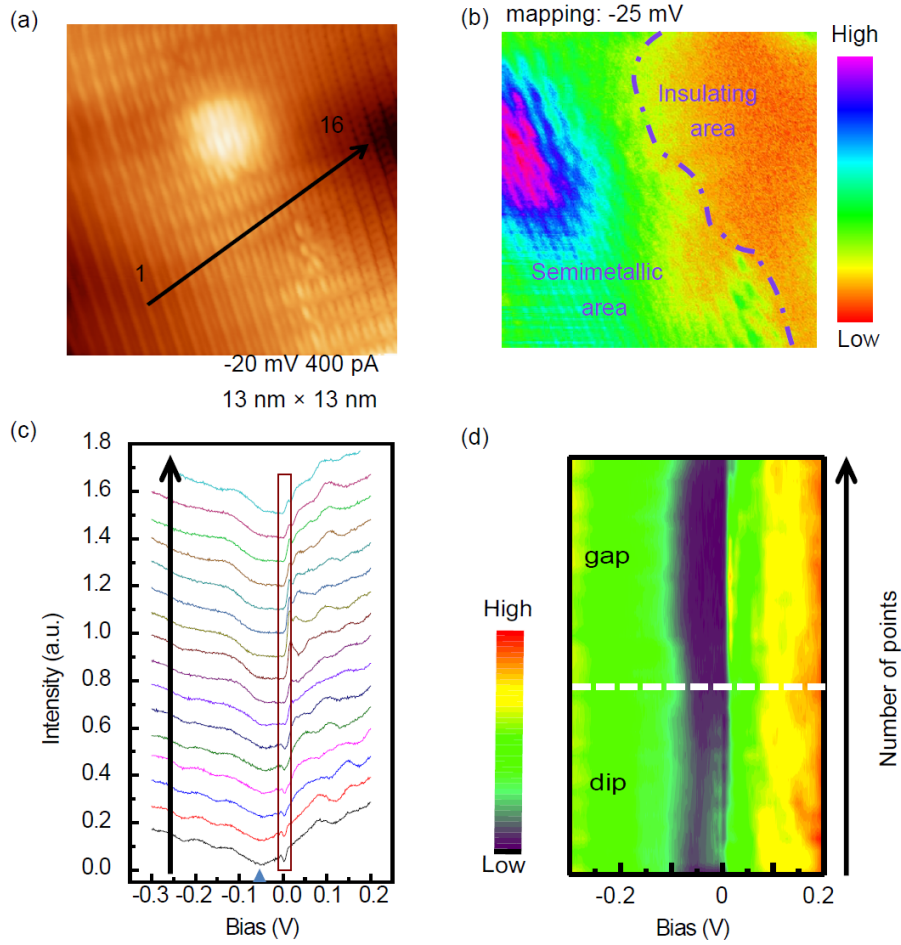 (a)
16
1
-20 mV 400 pA
13 nm × 13 nm
(b)
mapping: -25 mV
Insulating
area
Semimetallic
area
High
Low
(c)
1.8
1.6
1.4
1.2
1.0
0.8
0.6
0.4
0.2
0.0
Intensity (a.u.)
-0.3 -0.2 -0.1 0.0 0.1 0.2
Bias (V)
(d)
High
Low
gap
dip
-0.2 0 0.2
Bias (V)
Number of points